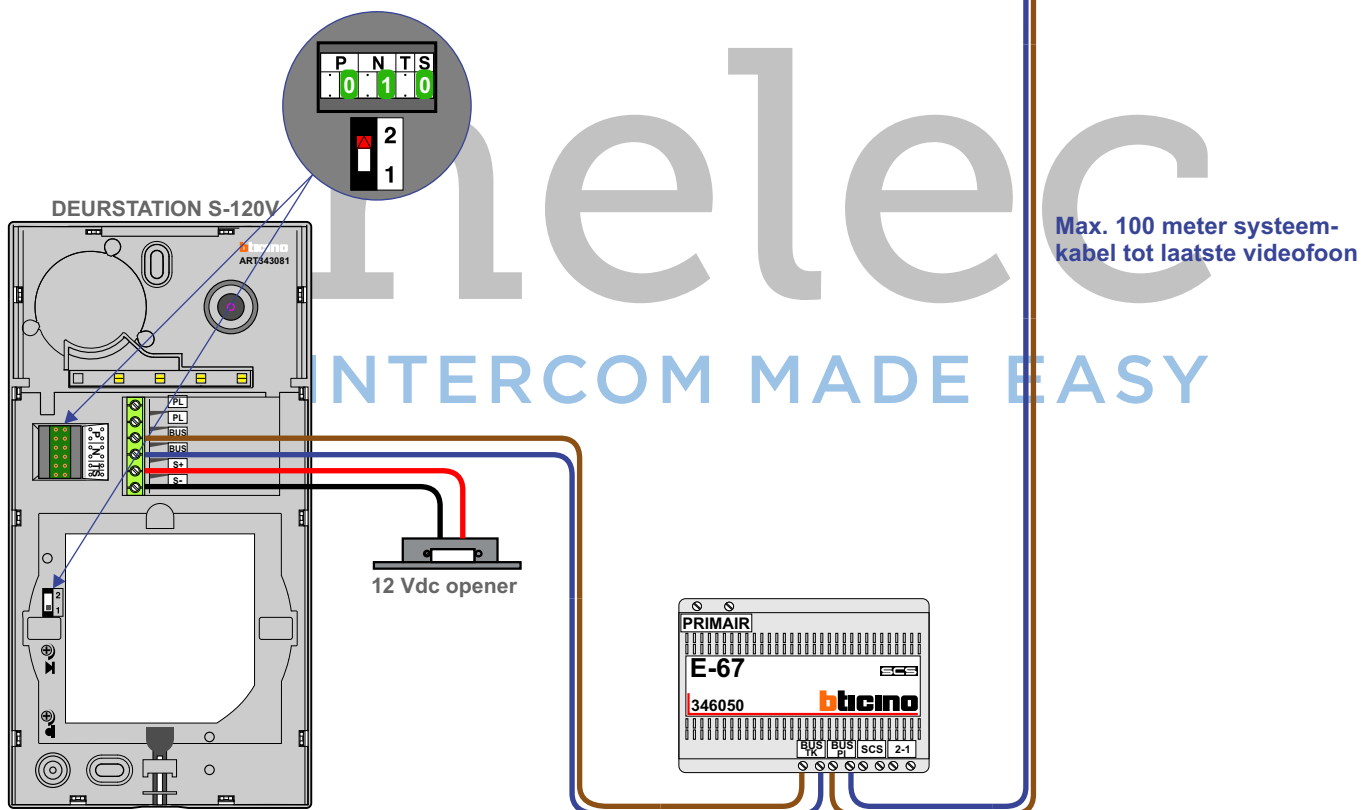 P N T S
0 1 0
2
1
nelec
INTERCOM MADE EASY
DEURSTATION S-120V
bticino
ART343081
Max. 100 meter systeem-
kabel tot laatste videofoon
PL
PL
BUS
BUS
S+
S-
P N TS
12 Vdc opener
2
1
PRIMAIR
E-67
SCS
346050
bticino
BUS TK
BUS PI
SCS
2-1